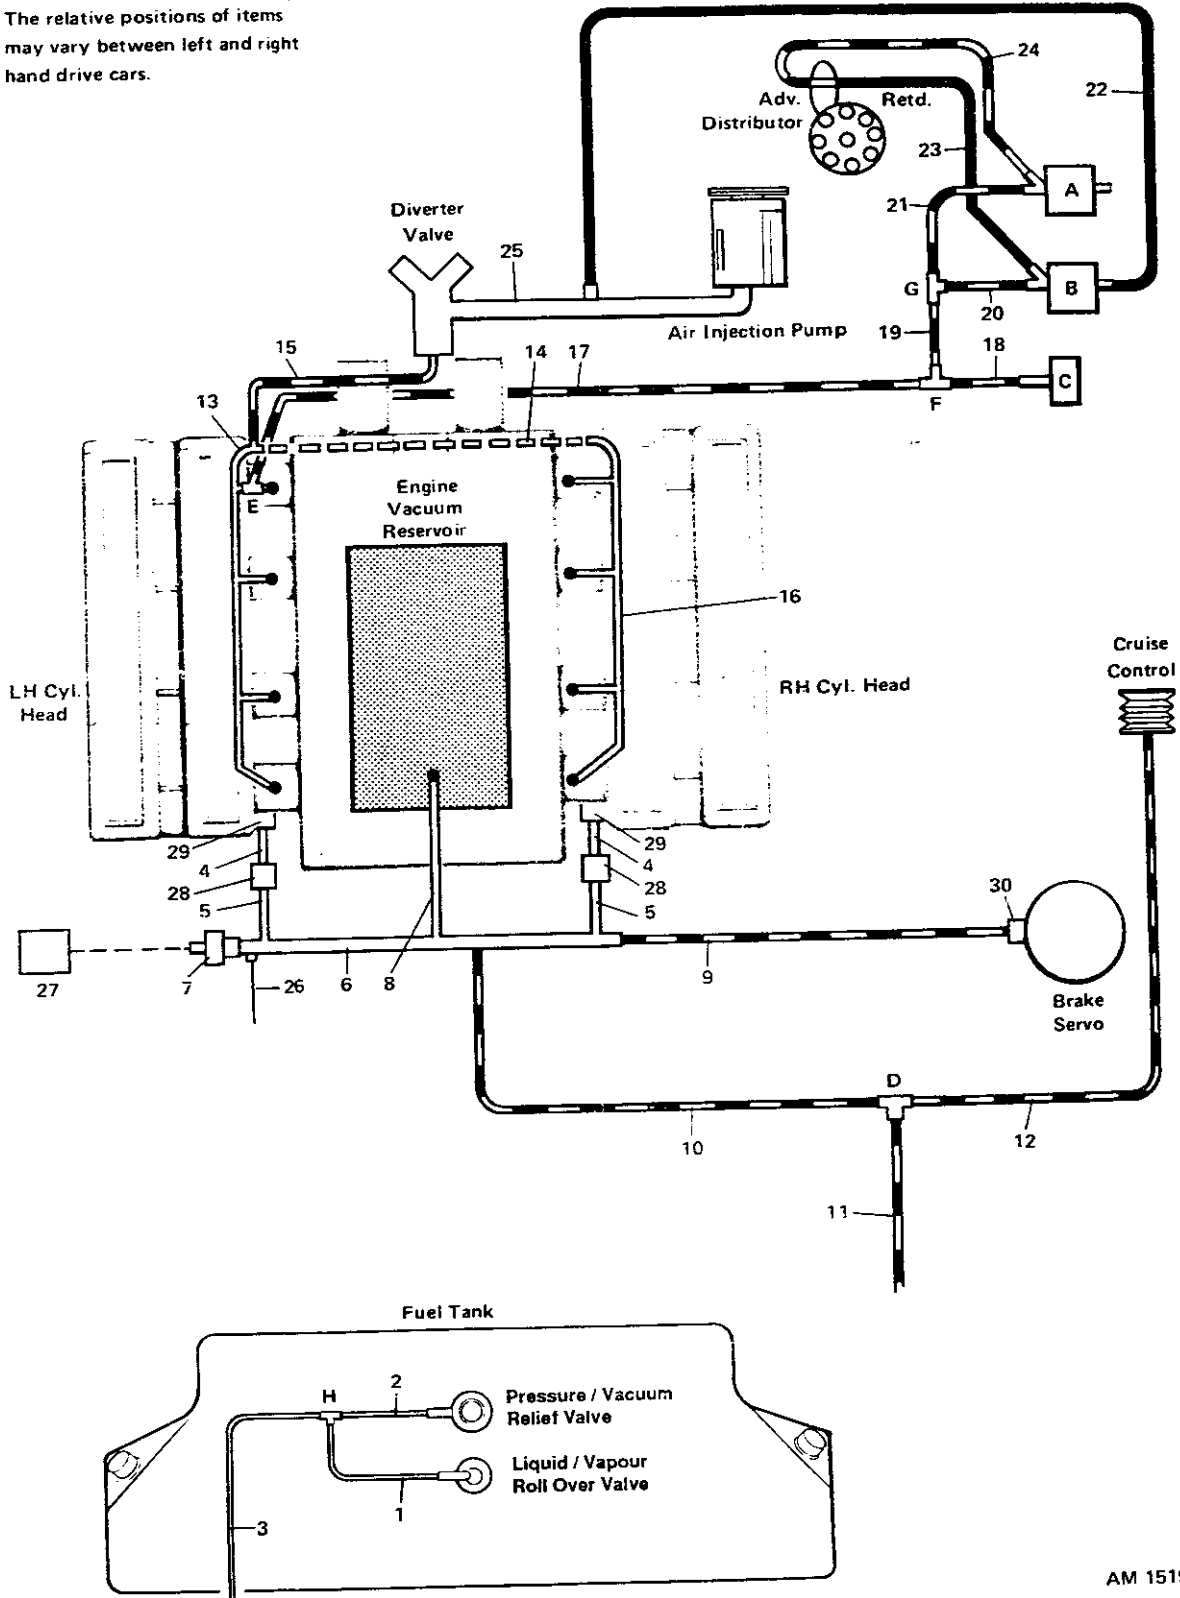 The relative positions of items
may vary between left and right
hand drive cars.
24
22
Adv.
Retd.
Distributor
23
A
21
Diverter
Valve
25
G
B
20
Air Injection Pump
19
18
15
14
17
C
F
13
Engine
Vacuum
Reservoir
E
16
Cruise
Control
LH Cyl.
Head
RH Cyl. Head
29
29
4
4
28
28
30
5
5
27
7
26
6
8
9
Brake
Servo
D
10
12
11
Fuel Tank
H
2
Pressure / Vacuum
Relief Valve
Liquid / Vapour
Roll Over Valve
1
3
AM 1519